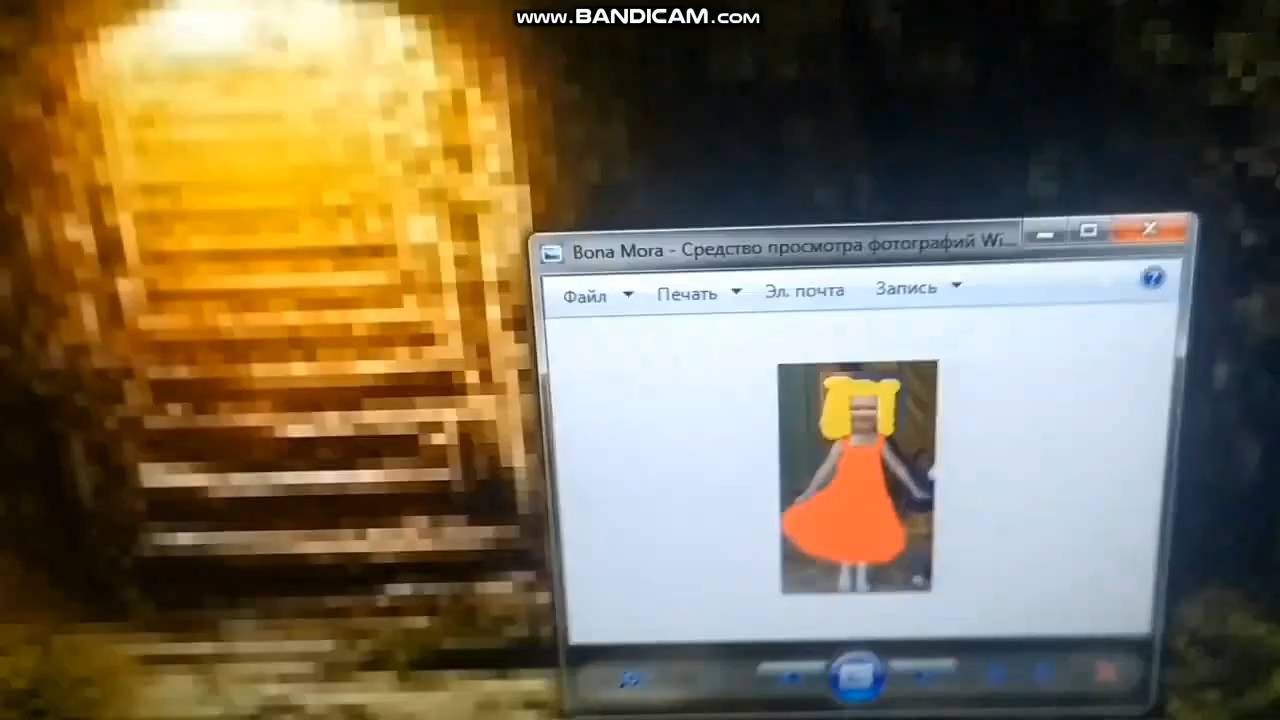 www.BANDICAM.com
Bona Mora - Средство просмотра фотографий Wi...
Файл Печать Эл. почта Запись